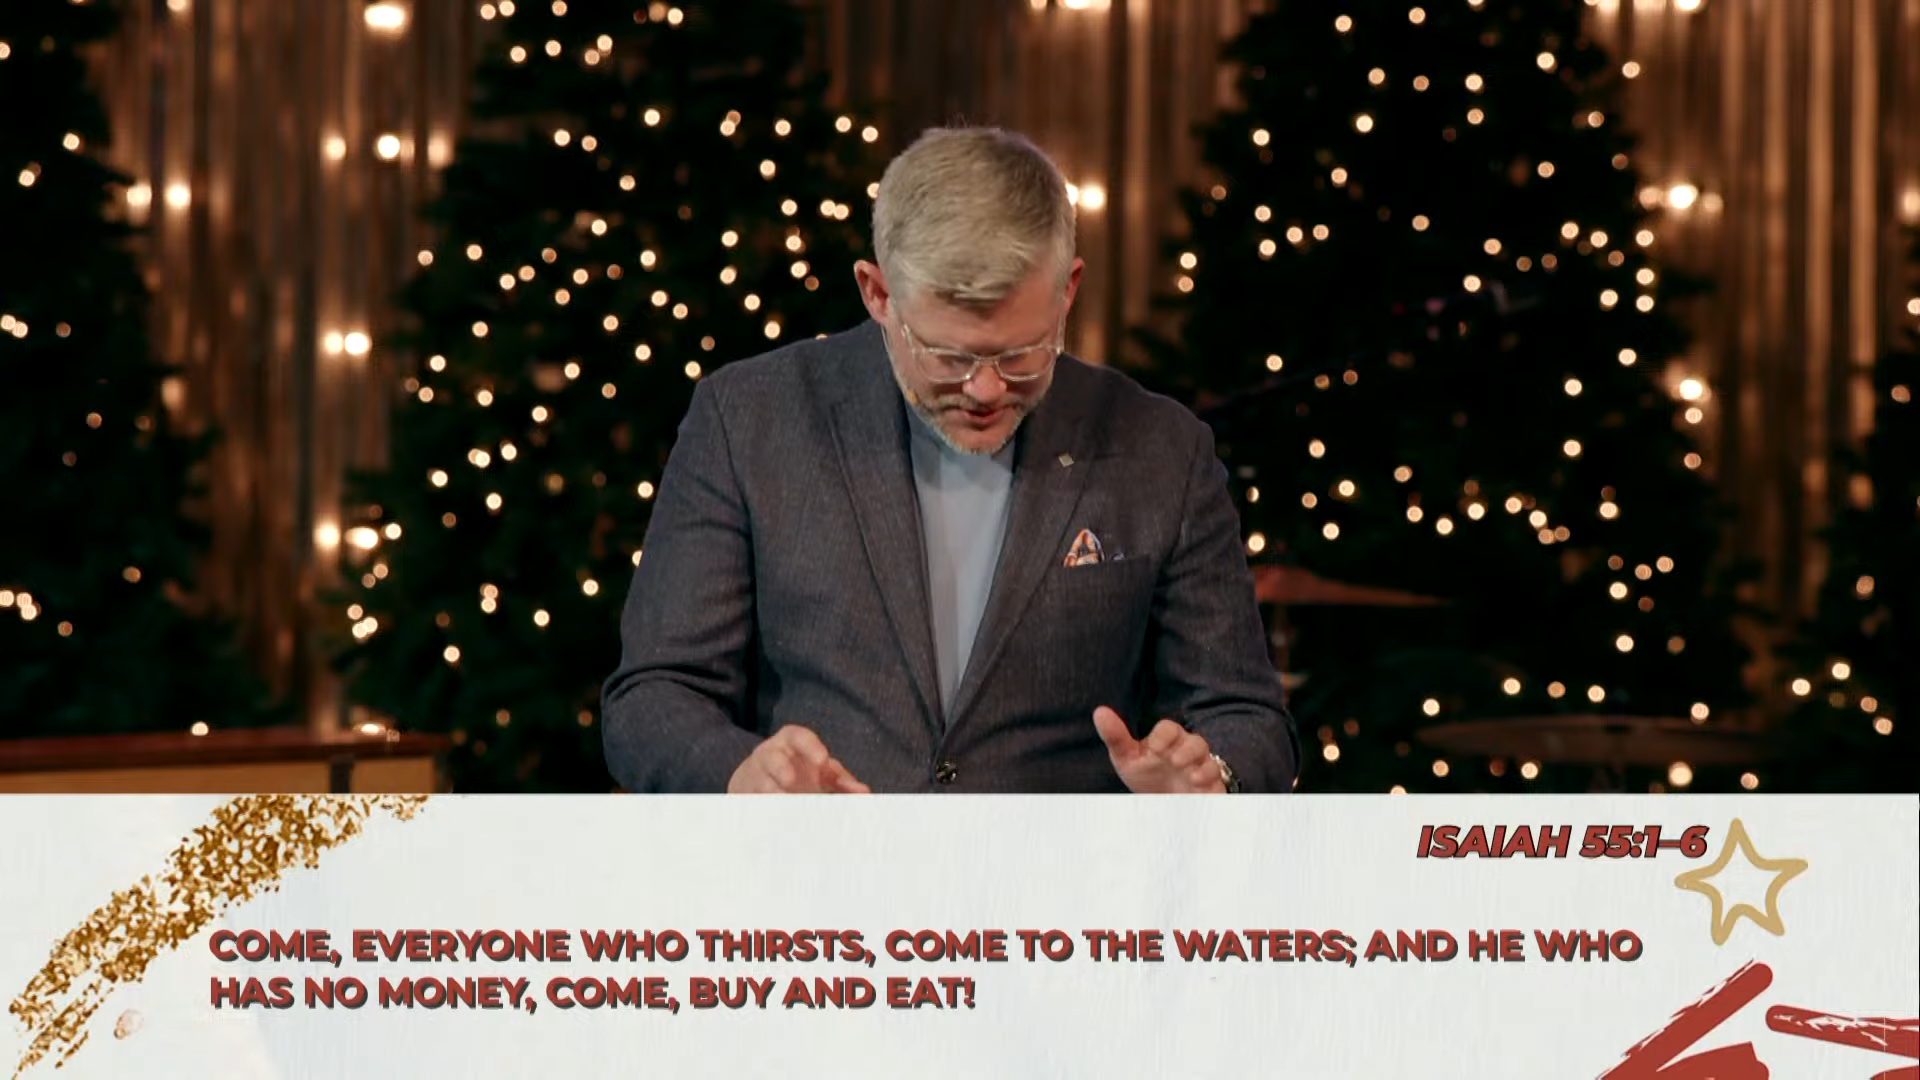 ISAIAH 55:1–6
COME, EVERYONE WHO THIRSTS, COME TO THE WATERS; AND HE WHO
HAS NO MONEY, COME, BUY AND EAT!